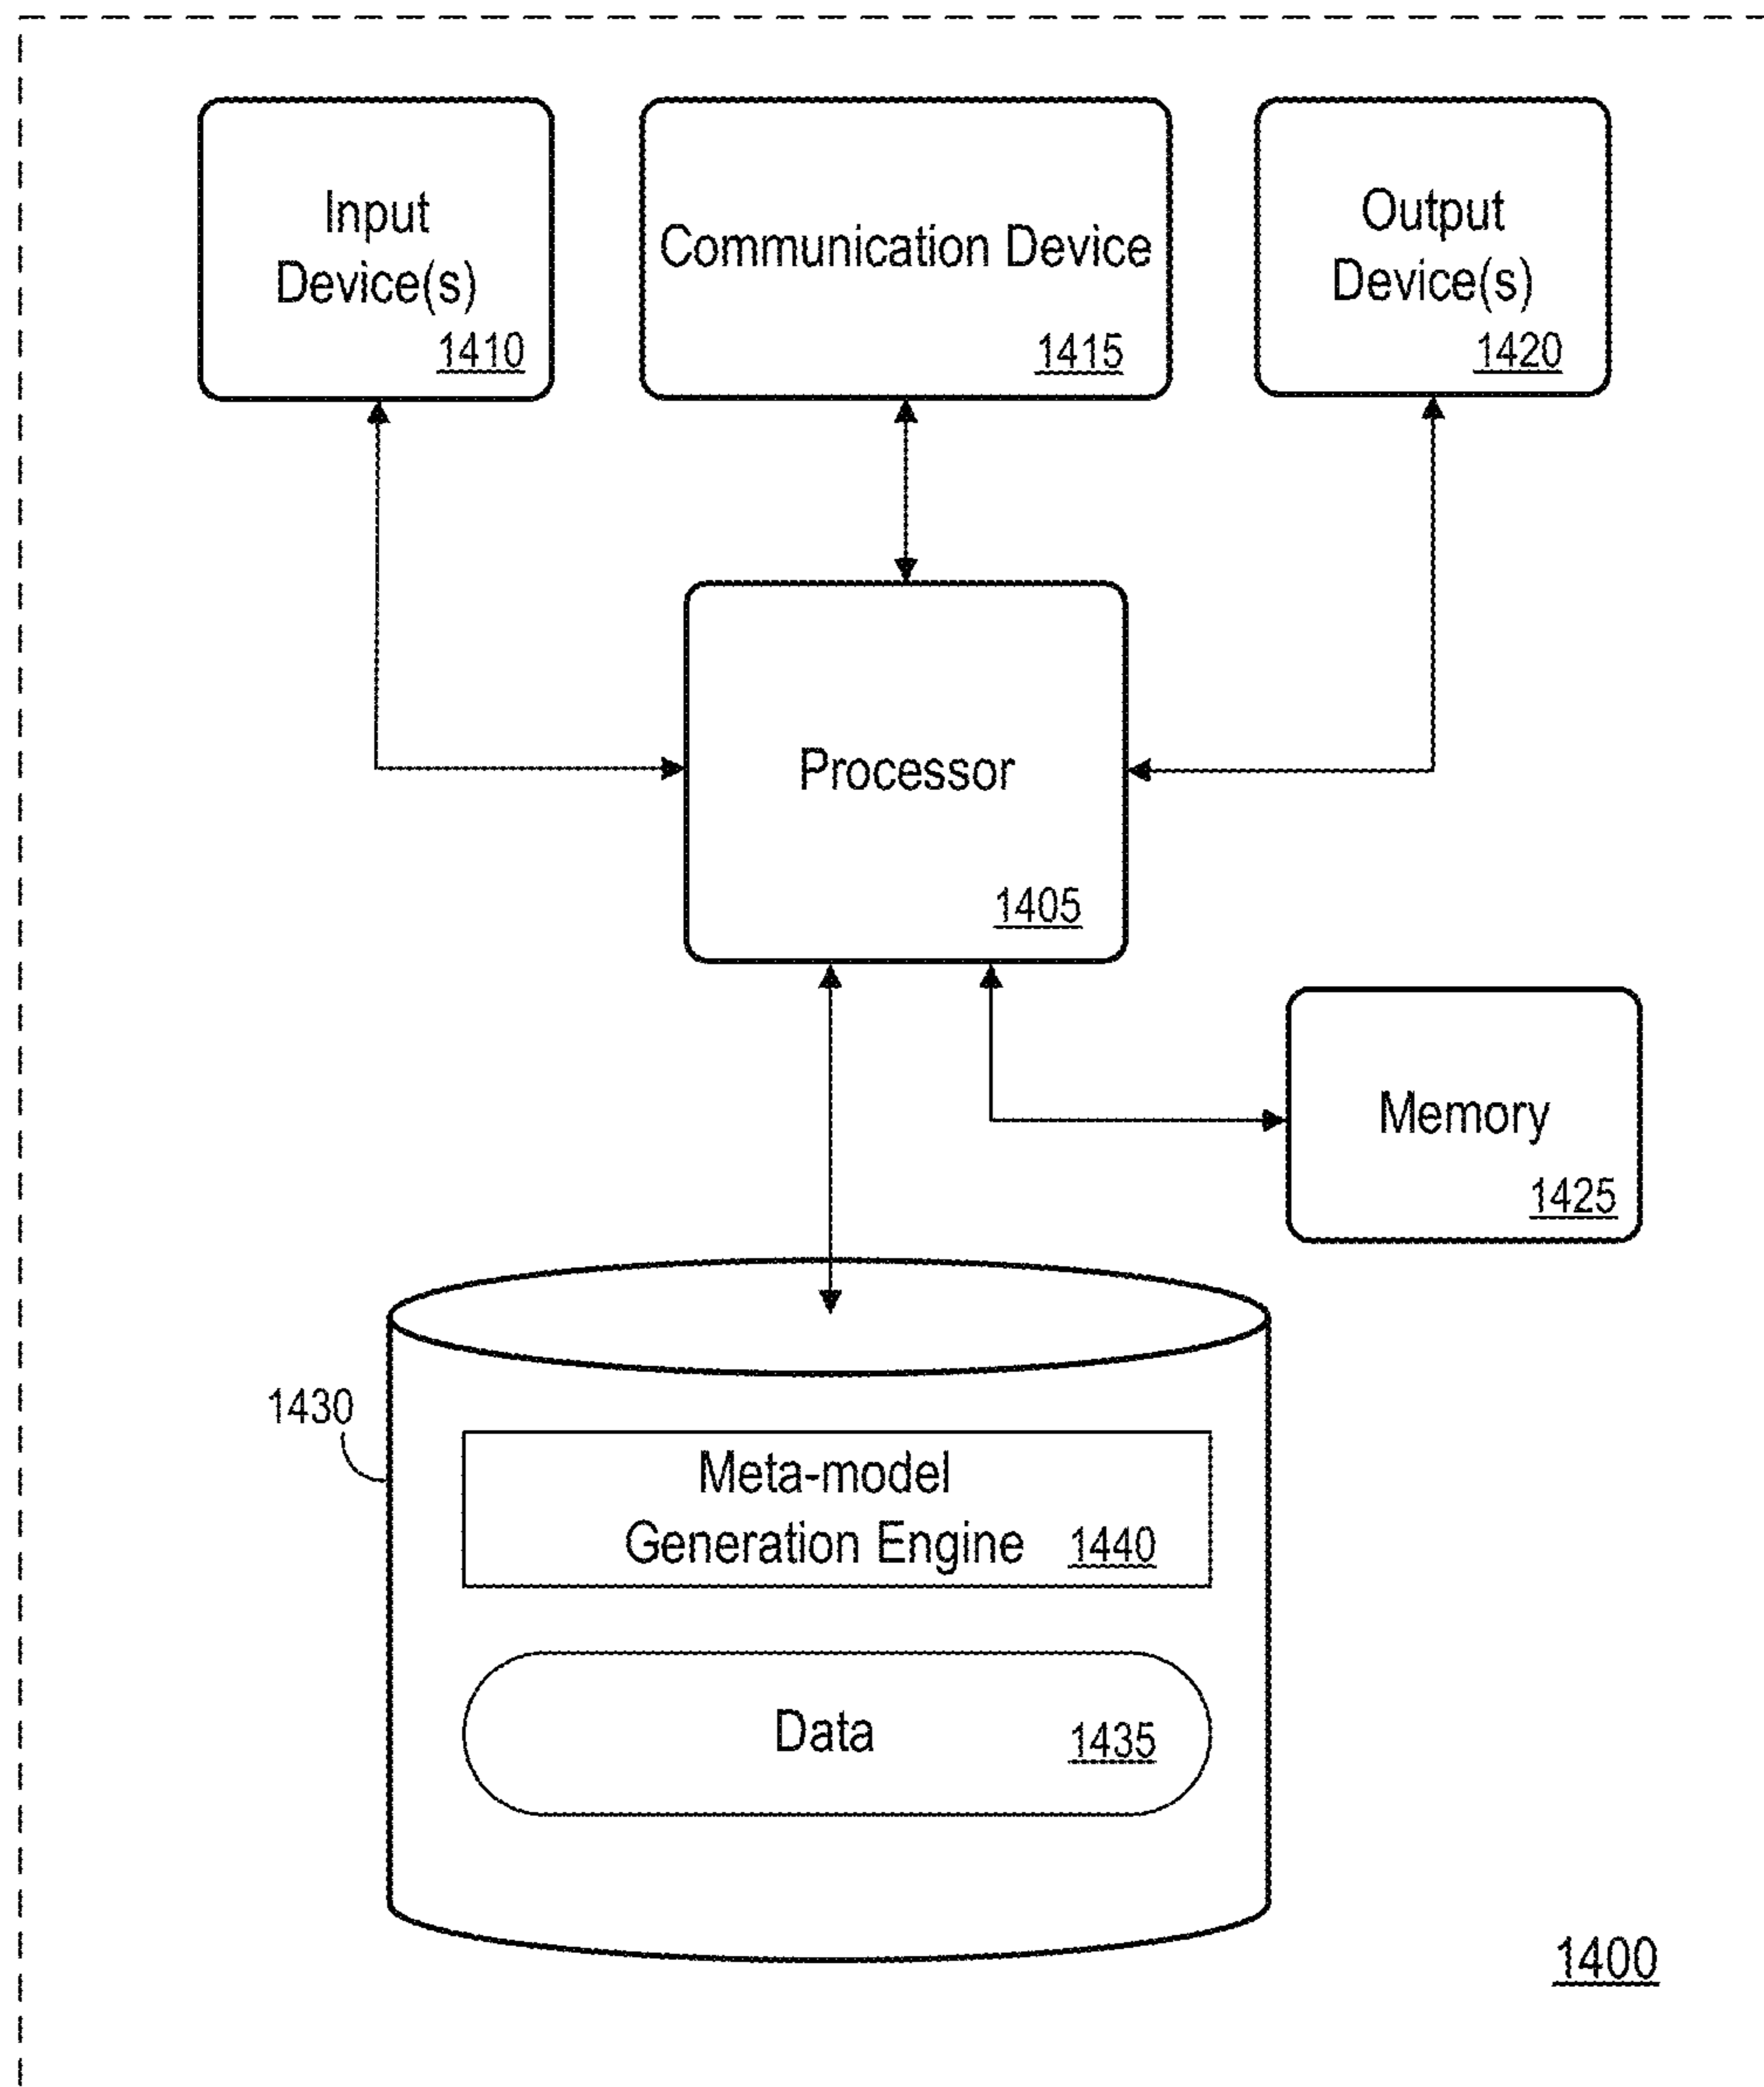 Input
Device(s)
1410
Communication Device
1415
Output
Device(s)
1420
Processor
1405
Memory
1425
1430
Meta-model
Generation Engine 1440
Data 1435
1400